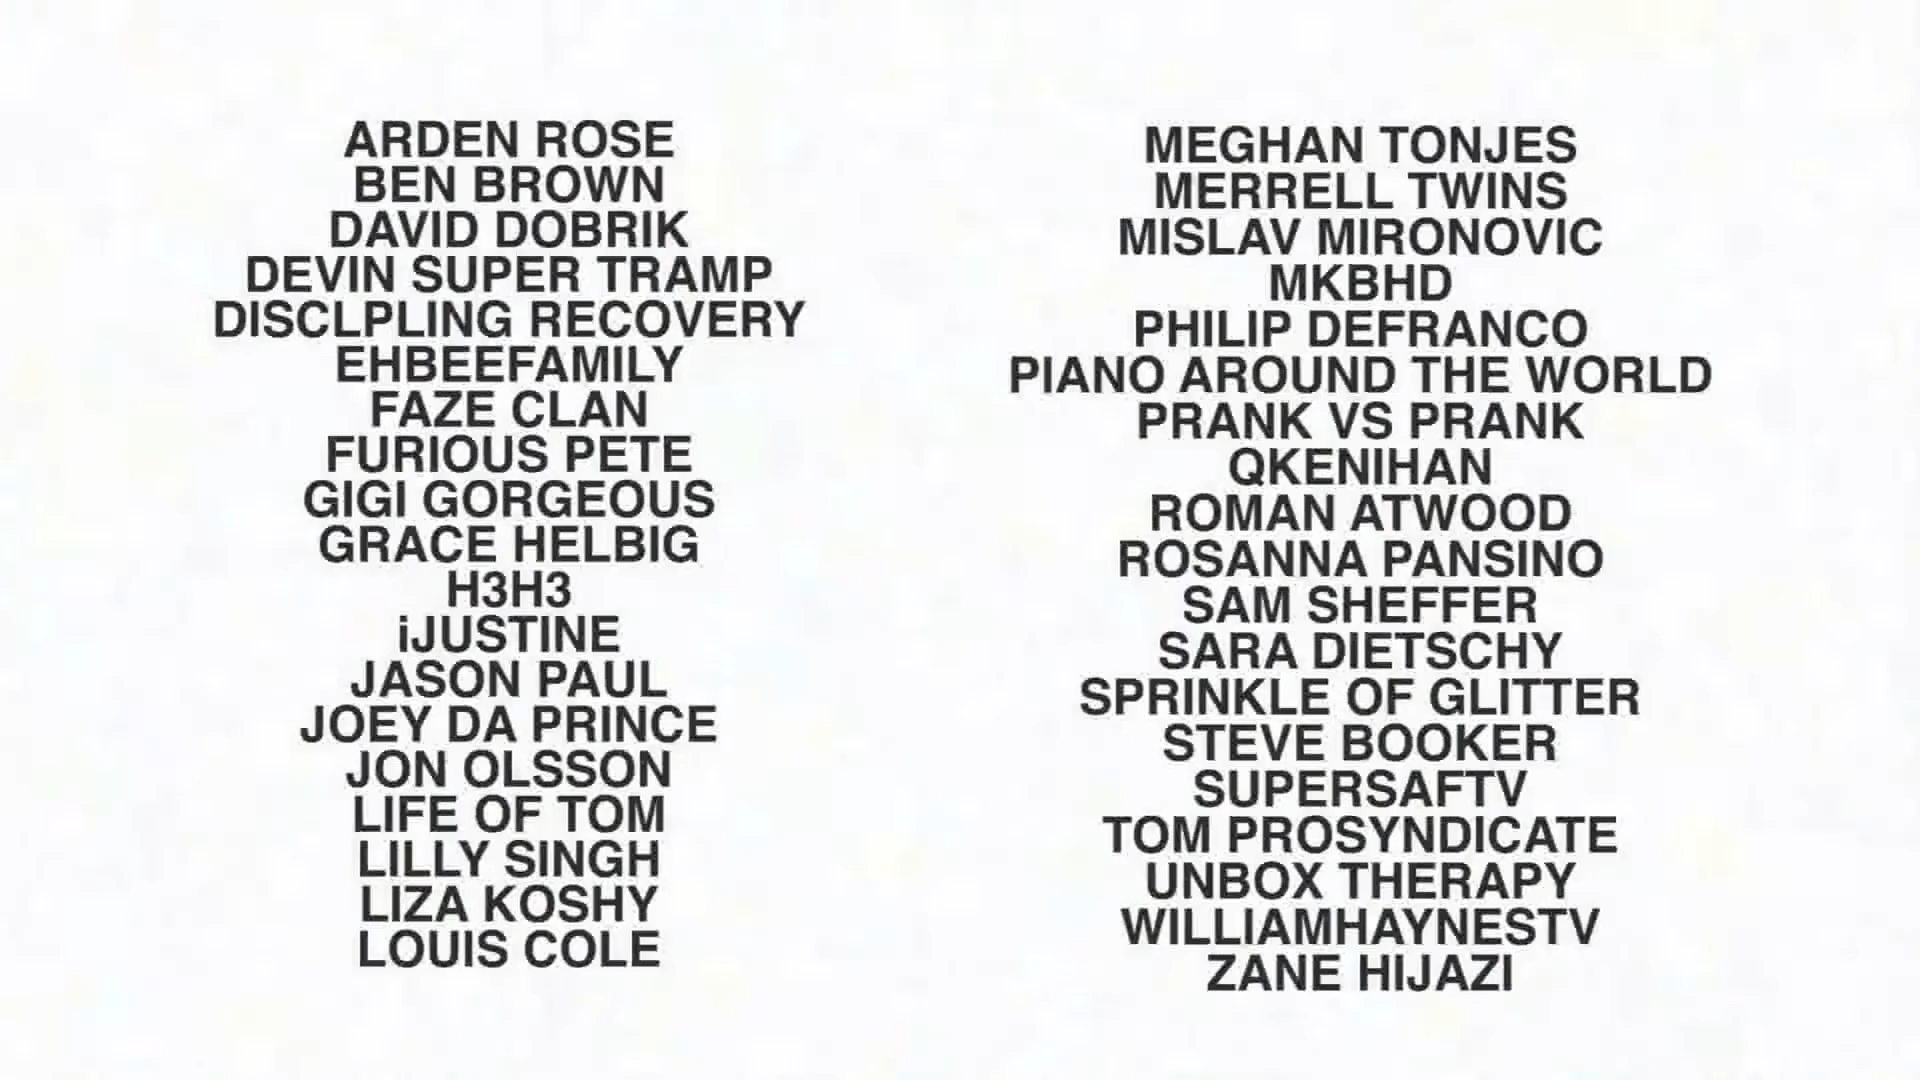 ARDEN ROSE
BEN BROWN
DAVID DOBRIK
DEVIN SUPER TRAMP
DISCLPLING RECOVERY
EHBEEFAMILY
FAZE CLAN
FURIOUS PETE
GIGI GORGEOUS
GRACE HELBIG
H3H3
iJUSTINE
JASON PAUL
JOEY DA PRINCE
JON OLSSON
LIFE OF TOM
LILLY SINGH
LIZA KOSHY
LOUIS COLE
MEGHAN TONJES
MERRELL TWINS
MISLAV MIRONOVIC
MKBHD
PHILIP DEFRANCO
PIANO AROUND THE WORLD
PRANK VS PRANK
QKENIHAN
ROMAN ATWOOD
ROSANNA PANSINO
SAM SHEFFER
SARA DIETSCHY
SPRINKLE OF GLITTER
STEVE BOOKER
SUPERSAFTV
TOM PROSYNDICATE
UNBOX THERAPY
WILLIAMHAYNESTV
ZANE HIJAZI